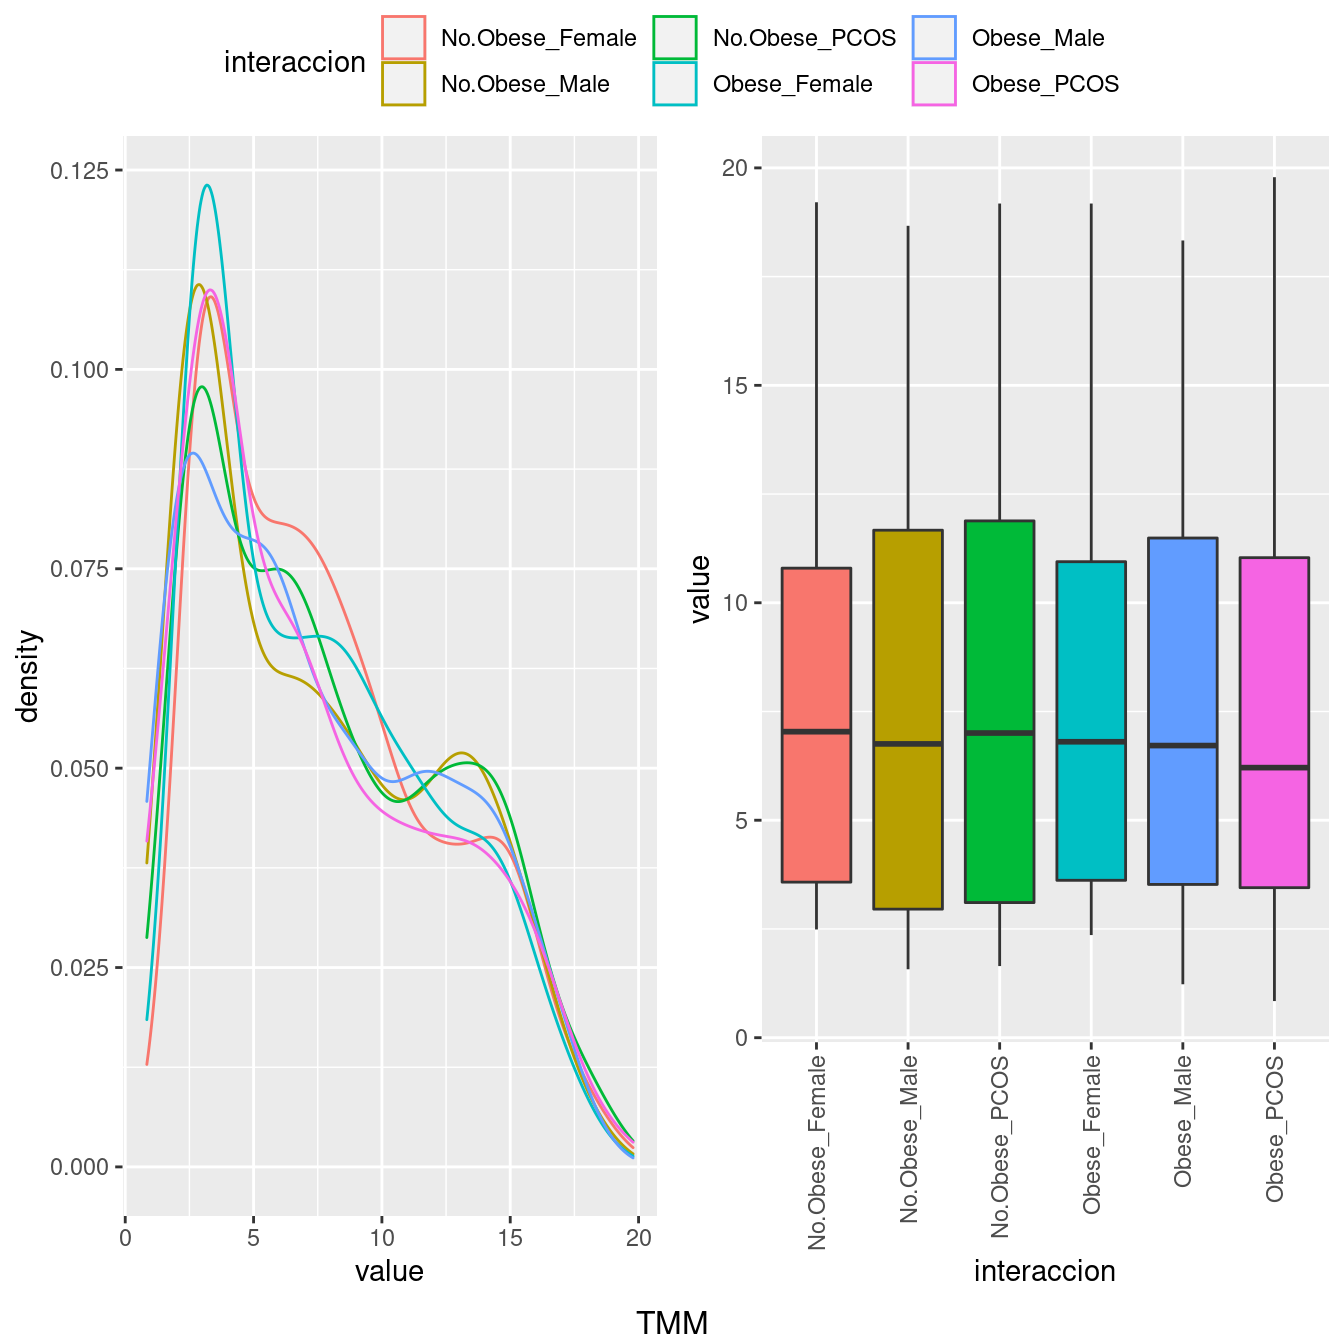 interaccion
No.Obese_Female No.Obese_PCOS Obese_Male
No.Obese_Male Obese_Female Obese_PCOS
density
0.125
0.100
0.075
0.050
0.025
0.000
0 5 10 15 20
value
value
20
15
10
5
0
No.Obese_Female
No.Obese_Male
No.Obese_PCOS
Obese_Female
Obese_Male
Obese_PCOS
interaccion
TMM